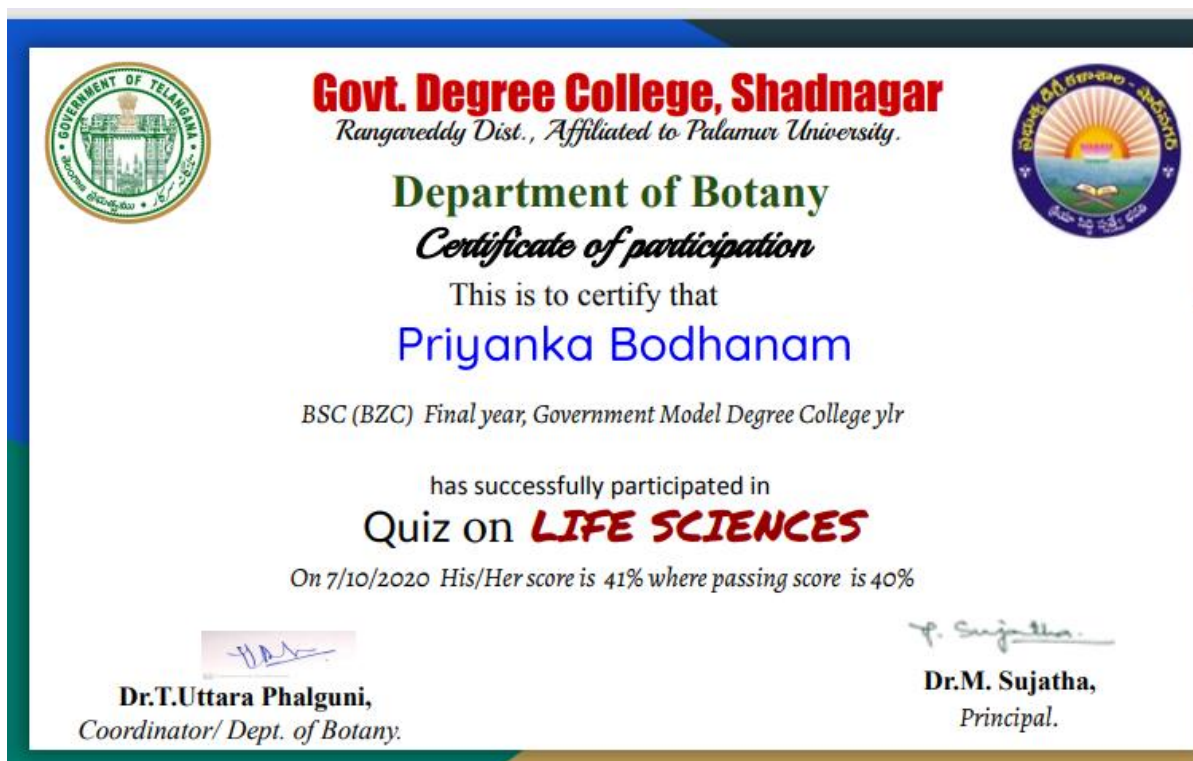 GOVERNMENT OF TELANGANA
Govt. Degree College, Shadnagar
Rangareddy Dist., Affiliated to Palamur University.
Department of Botany
Certificate of participation
This is to certify that
Priyanka Bodhanam
BSC (BZC) Final year, Government Model Degree College ylr
has successfully participated in
Quiz on LIFE SCIENCES
On 7/10/2020 His/Her score is 41% where passing score is 40%
Dr.T.Uttara Phalguni,
Coordinator/ Dept. of Botany.
Dr.M. Sujatha,
Principal.